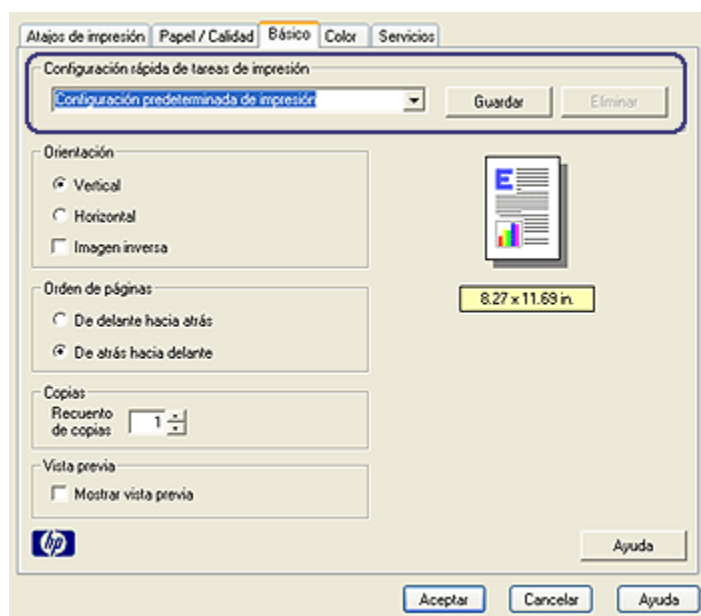 Atajos de impresión Papel / Calidad Básico Color Servicios
Configuración rápida de tareas de impresión
Configuración predeterminada de impresión Guardar Eliminar
Orientación
Vertical
Horizontal
Imagen inversa
E
8.27 x 11.69 in.
Orden de páginas
De delante hacia atrás
De atrás hacia delante
Copias
Recuento
de copias 1
Vista previa
Mostrar vista previa
hp Ayuda
Aceptar Cancelar Ayuda